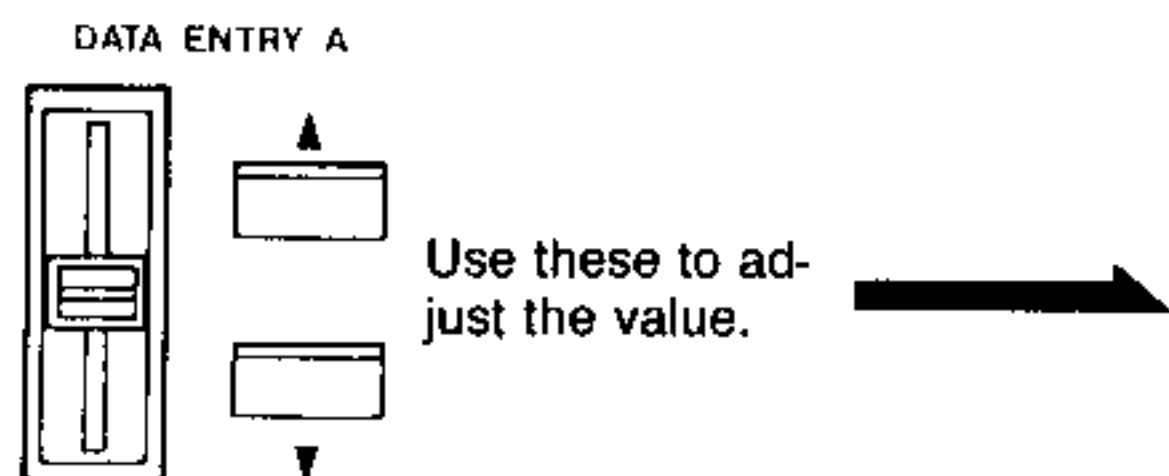 DATA ENTRY A
Use these to ad-
just the value.